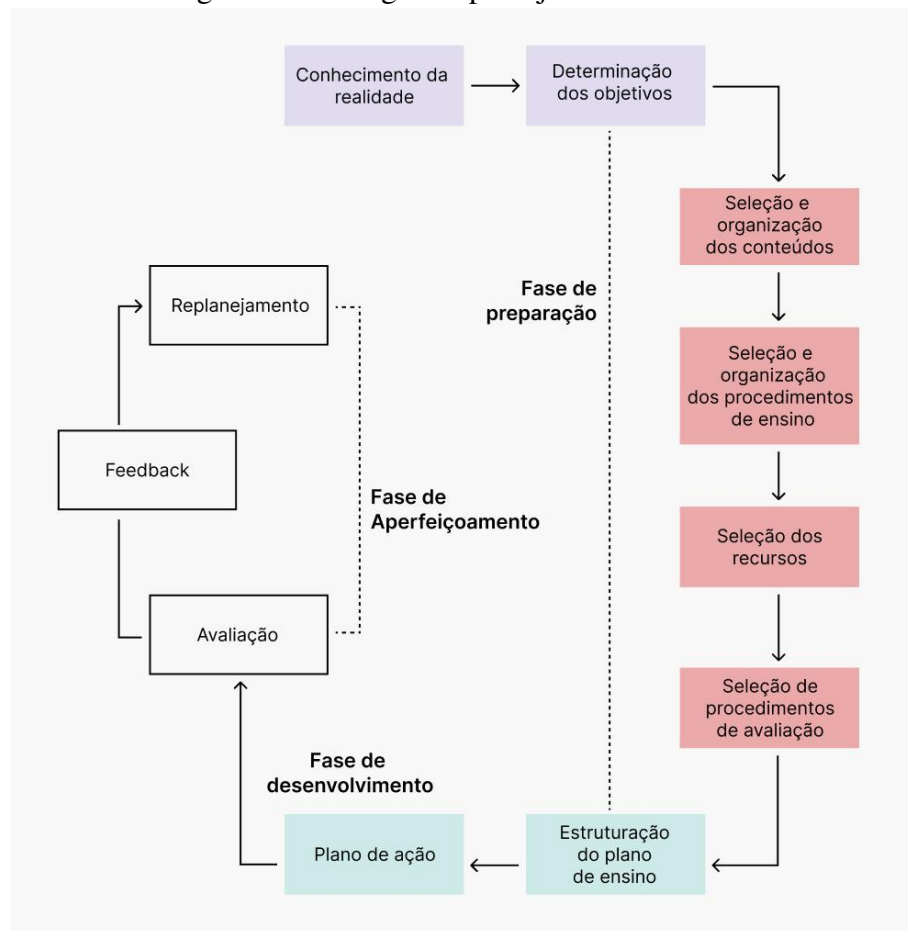 Conhecimento da
realidade
Determinação
dos objetivos
Seleção e
organização
dos conteúdos
Seleção e
organização
dos procedimentos
de ensino
Seleção dos
recursos
Seleção de
procedimentos
de avaliação
Estruturação
do plano
de ensino
Plano de ação
Avaliação
Feedback
Replanejamento
Fase de
preparação
Fase de
Aperfeiçoamento
Fase de
desenvolvimento